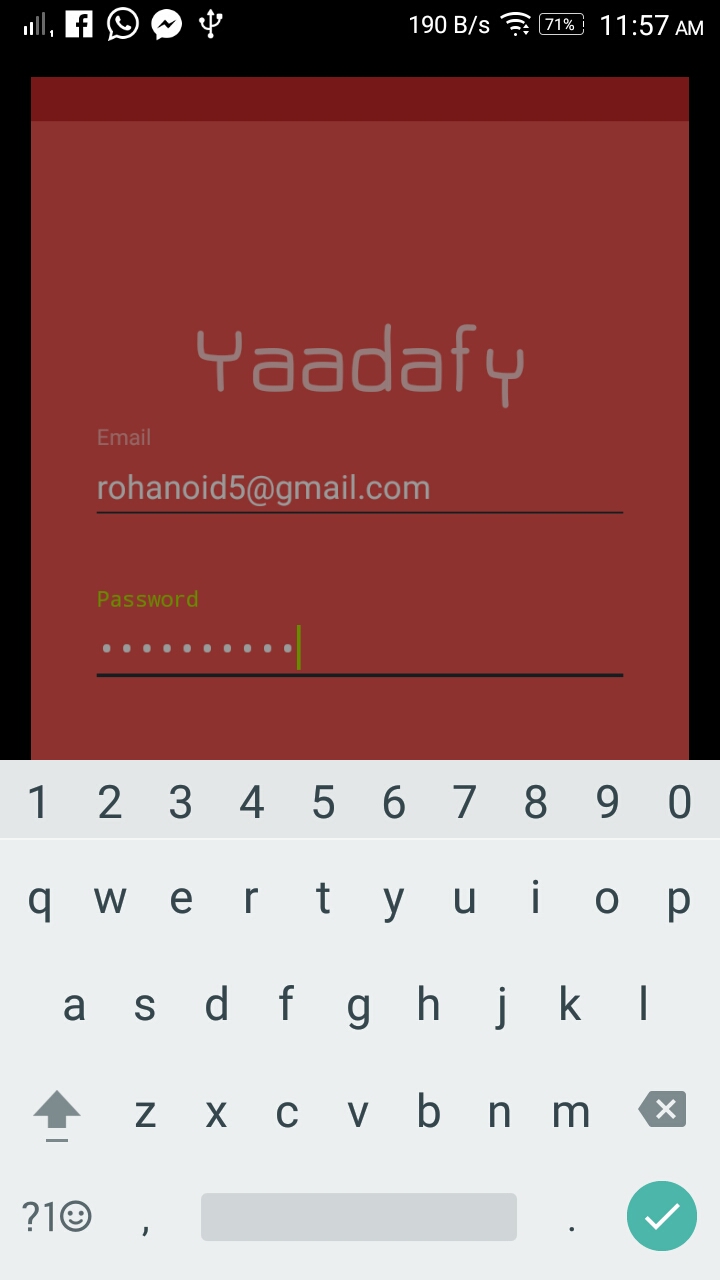 190 B/s 71% 11:57 AM
Yaadafy
Email
rohanoid5@gmail.com
Password
••••••••••
1 2 3 4 5 6 7 8 9 0
q w e r t y u i o p
a s d f g h j k l
z x c v b n m
?1☺ , .